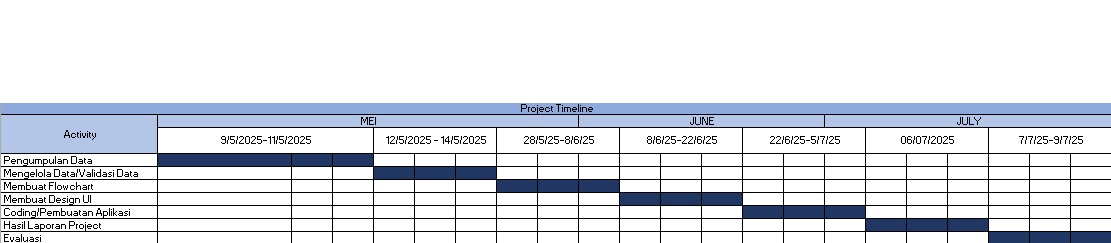 Project Timeline
Activity
MEI
JUNE
JULY
9/5/2025-11/5/2025
12/5/2025 - 14/5/2025
28/5/25-8/6/25
8/6/25-22/6/25
22/6/25-5/7/25
06/07/2025
7/7/25-9/7/25
Pengumpulan Data
Mengelola Data/Validasi Data
Membuat Flowchart
Membuat Design UI
Coding/Pembuatan Aplikasi
Hasil Laporan Project
Evaluasi